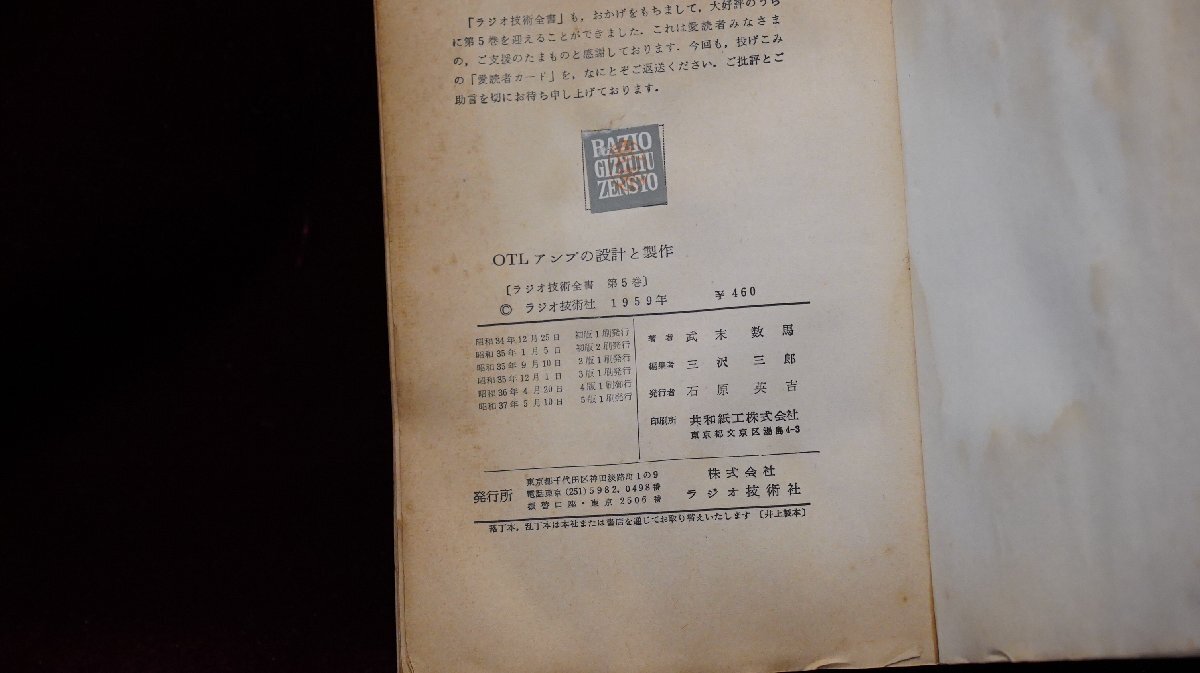 『ラジオ技術全書』も，おかげをもちまして，大好評のうち
に第5巻を迎えることができました．これは愛読者みなさま
の，ご支援のたまものと感謝しております．今回も，投げこみ
の「愛読者カード」を，なにとぞご返送ください．ご批評とご
助言を切にお待ち申し上げております．
RAZIO
GIZYUTU
ZENSYO
OTLアンプの設計と製作
〔ラジオ技術全書 第5巻〕
© ラジオ技術社 1959年 ¥460
昭和34年12月25日 初版1刷発行
昭和35年1月5日 初版2刷発行
昭和35年9月10日 2版1刷発行
昭和35年12月1日 3版1刷発行
昭和36年4月20日 4版1刷発行
昭和37年5月10日 5版1刷発行
著者 武末数馬
編集者 三沢三郎
発行者 石原英吉
印刷所 共和紙工株式会社
東京都文京区湯島4-3
発行所
東京都千代田区神田淡路町1の9
電話東京(251)5982，0498番
振替口座・東京2506番
株式会社
ラジオ技術社
落丁本，乱丁本は本社または書店を通じてお取り替えいたします 〔井上製本〕